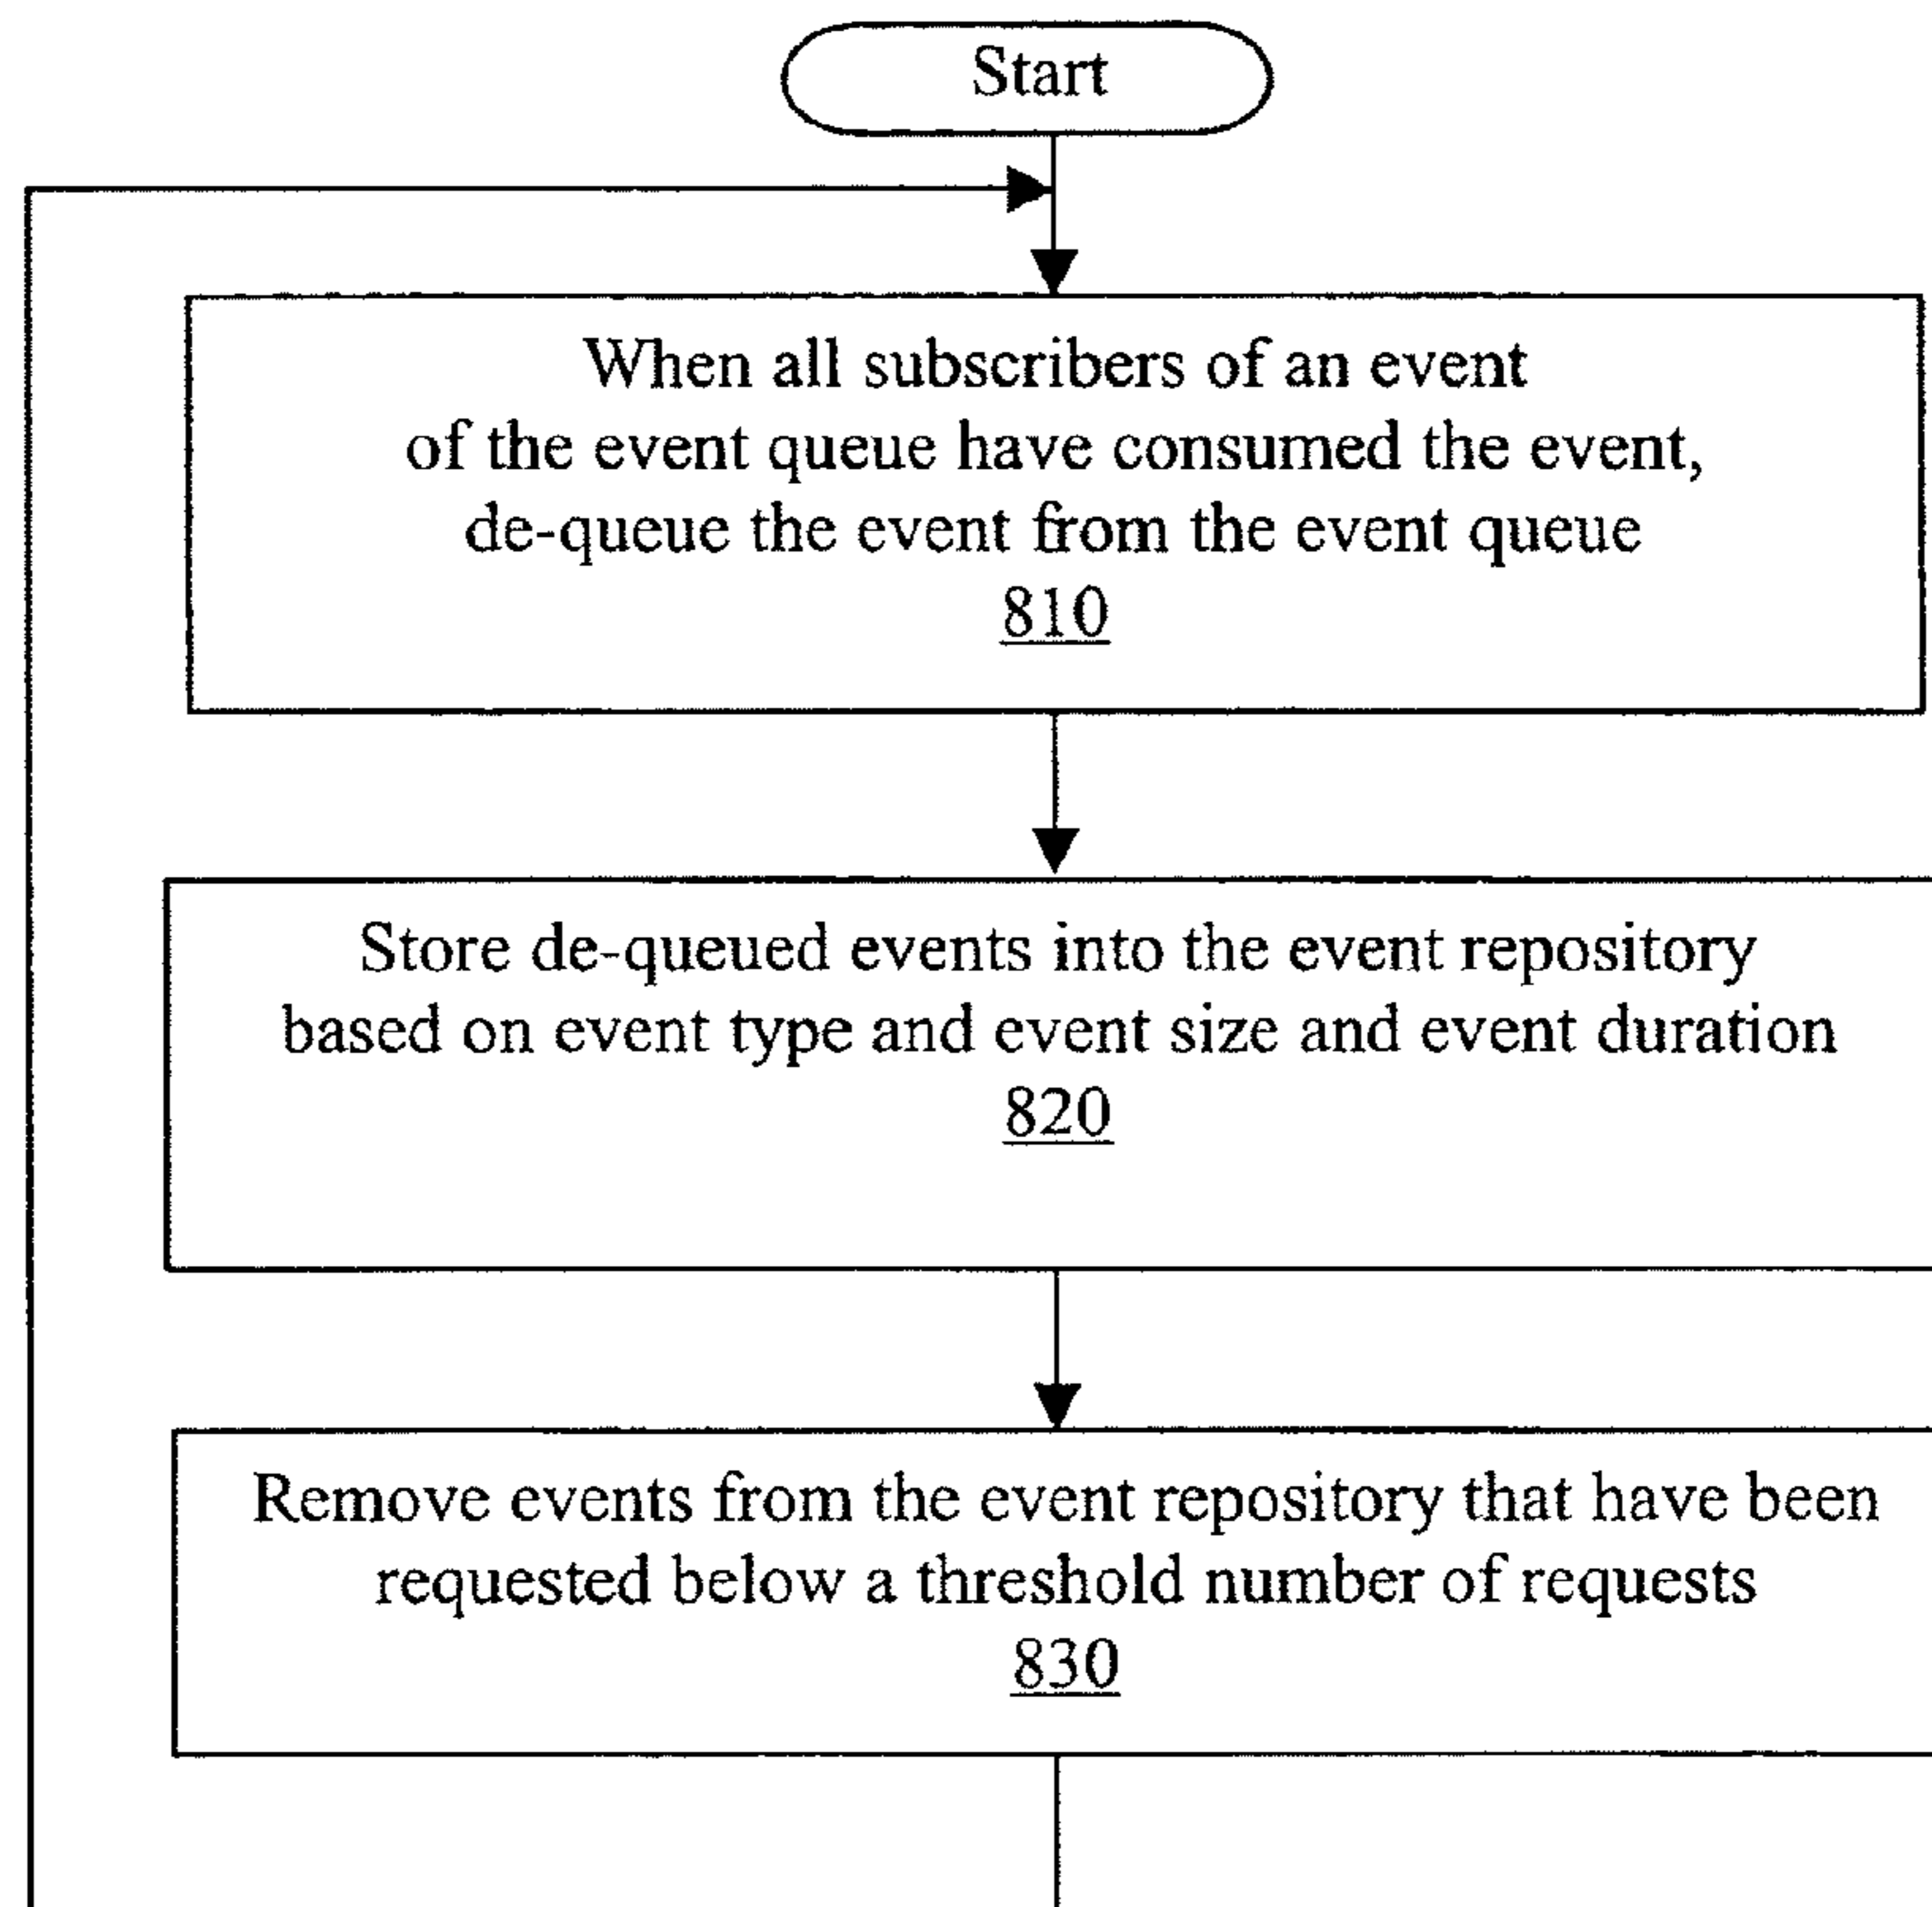 Start
When all subscribers of an event
of the event queue have consumed the event,
de-queue the event from the event queue
810
Store de-queued events into the event repository
based on event type and event size and event duration
820
Remove events from the event repository that have been
requested below a threshold number of requests
830